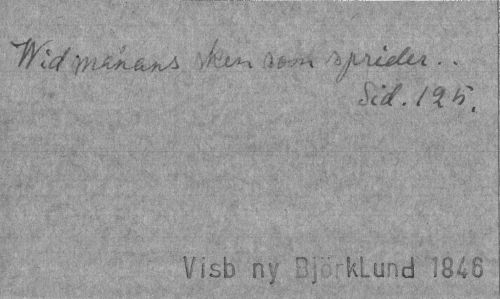 Wid månans sken som sprider..
Sid. 125.
Visb ny BjörkLund 1846